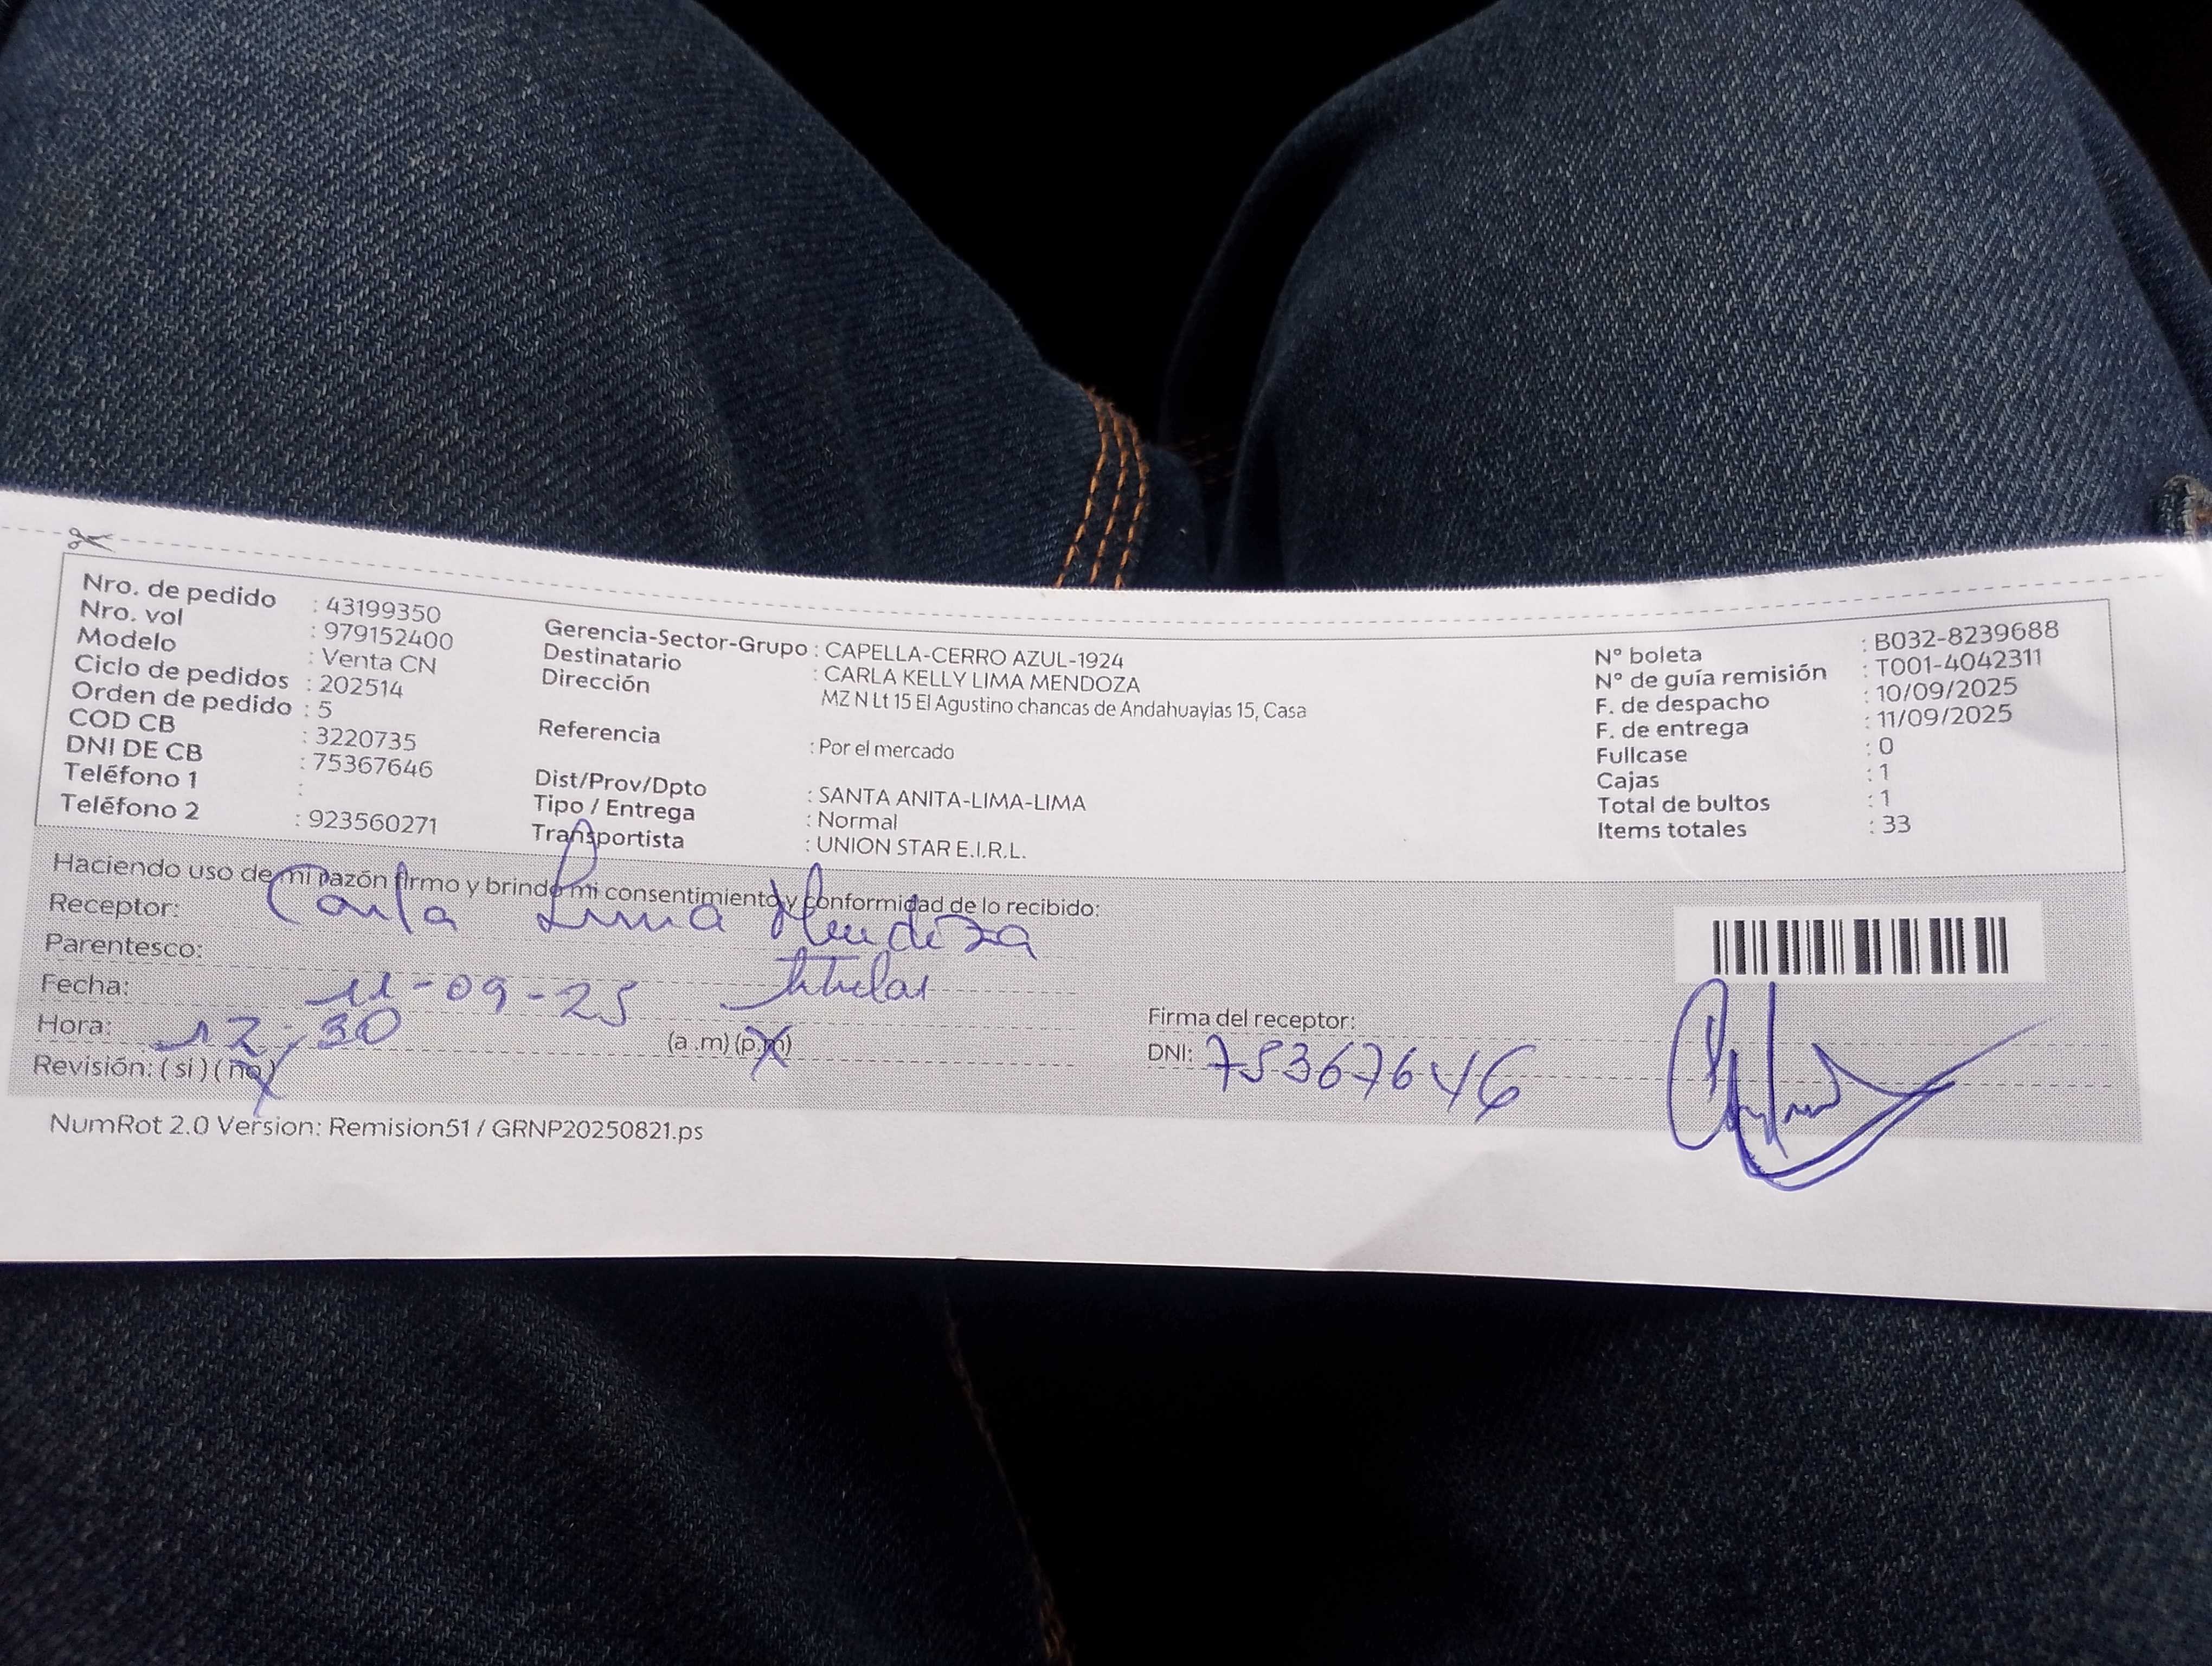 Nro. de pedido : 43199350
Nro. vol : 979152400
Modelo : Venta CN
Ciclo de pedidos : 202514
Orden de pedido : 5
COD CB : 3220735
DNI DE CB : 75367646
Teléfono 1 :
Teléfono 2 : 923560271
Gerencia-Sector-Grupo : CAPELLA-CERRO AZUL-1924
Destinatario : CARLA KELLY LIMA MENDOZA
Dirección MZ N Lt 15 El Agustino chancas de Andahuaylas 15, Casa
Referencia : Por el mercado
Dist/Prov/Dpto : SANTA ANITA-LIMA-LIMA
Tipo / Entrega : Normal
Transportista : UNION STAR E.I.R.L.
N° boleta : B032-8239688
N° de guía remisión : T001-4042311
F. de despacho : 10/09/2025
F. de entrega : 11/09/2025
Fullcase : 0
Cajas : 1
Total de bultos : 1
Items totales : 33
Haciendo uso de mi razón firmo y brindo mi consentimiento y conformidad de lo recibido:
Receptor: Carla Lima Mendoza
Parentesco: titular
Fecha: 11-09-25
Hora: 12:30 (a.m) (p.m)
Revisión: ( si ) ( no )
Firma del receptor:
DNI: 75367646
NumRot 2.0 Version: Remision51 / GRNP20250821.ps